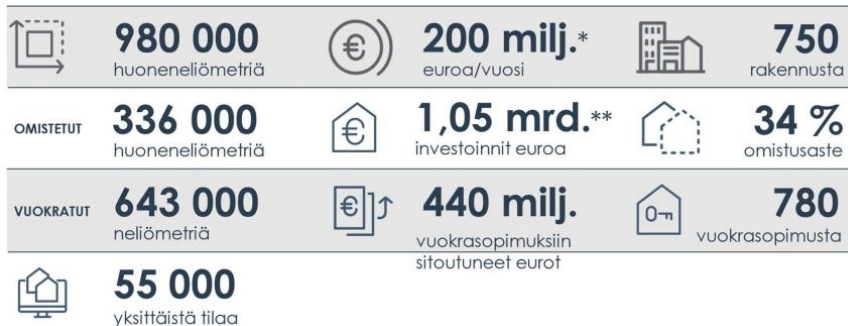 980 000
huoneneliömetriä
200 milj.*
euroa/vuosi
750
rakennusta
OMISTETUT
336 000
huoneneliömetriä
€
1,05 mrd.**
investoinnit euroa
34 %
omistusaste
VUOKRATUT
643 000
neliömetriä
€
440 milj.
vuokrasopimuksiin
sitoutuneet eurot
780
vuokrasopimusta
55 000
yksittäistä tilaa